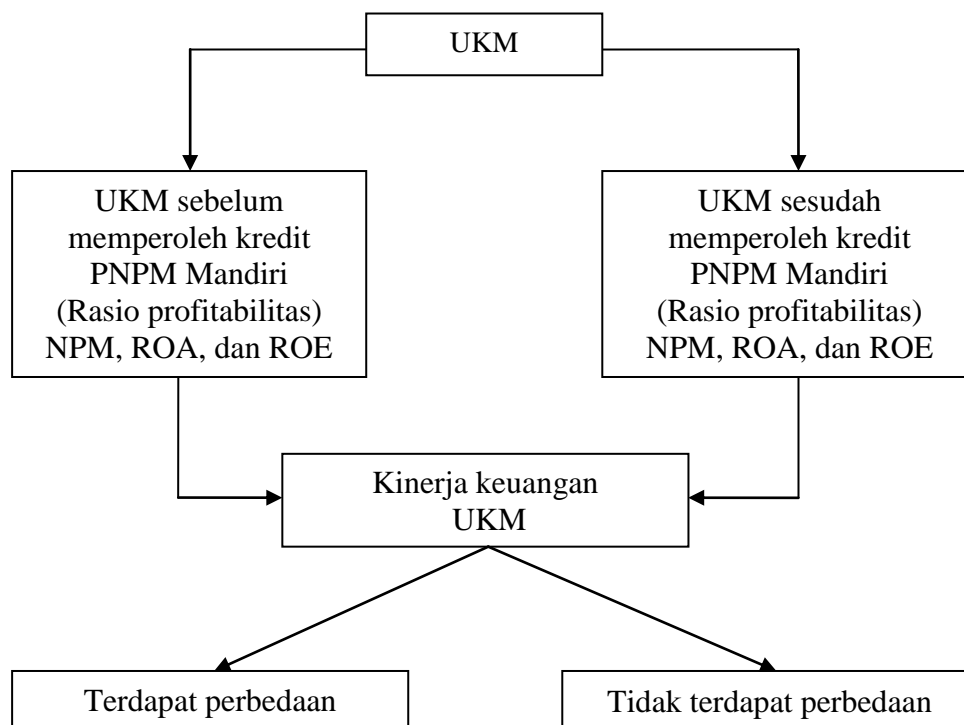 UKM
UKM sebelum
memperoleh kredit
PNPM Mandiri
(Rasio profitabilitas)
NPM, ROA, dan ROE
UKM sesudah
memperoleh kredit
PNPM Mandiri
(Rasio profitabilitas)
NPM, ROA, dan ROE
Kinerja keuangan
UKM
Terdapat perbedaan
Tidak terdapat perbedaan